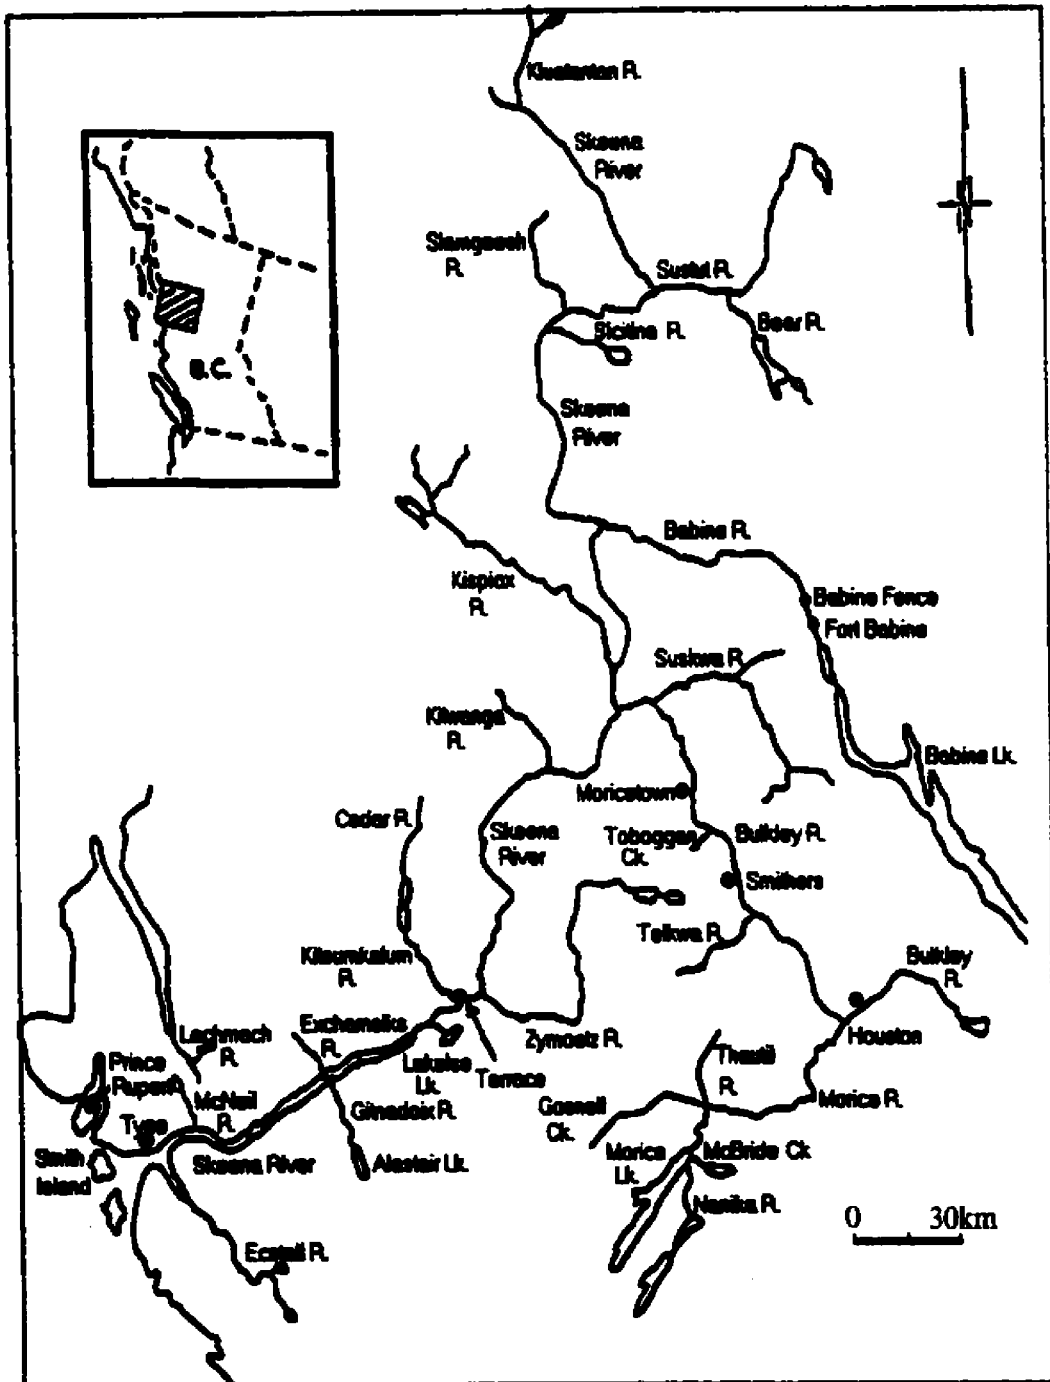 Kluatantan R.
Skeena
River
Slamgeesh
R.
Sustut R.
Sicitina R.
Bear R.
B.C.
Skeena
River
Babine R.
Kispiox
R.
Babine Fence
Fort Babine
Suskwa R.
Kitwanga
R.
Babine Lk.
Moricetown
Cedar R.
Skeena
River
Toboggan
Ck.
Bulkley R.
Smithers
Telkwa R.
Kitsumkalum
R.
Bulkley
R.
Exchamsiks
R.
Zymoetz R.
Houston
Lachmach
R.
Prince
Rupert
Lakelse
Lk.
Terrace
Thautil
R.
McNeil
R.
Gitnadoix R.
Gosnell
Ck.
Morice R.
Tyee
Smith
Island
Skeena River
Alastair Lk.
Morice
Lk.
McBride Ck
Nanika R.
0 30km
Ecstall R.